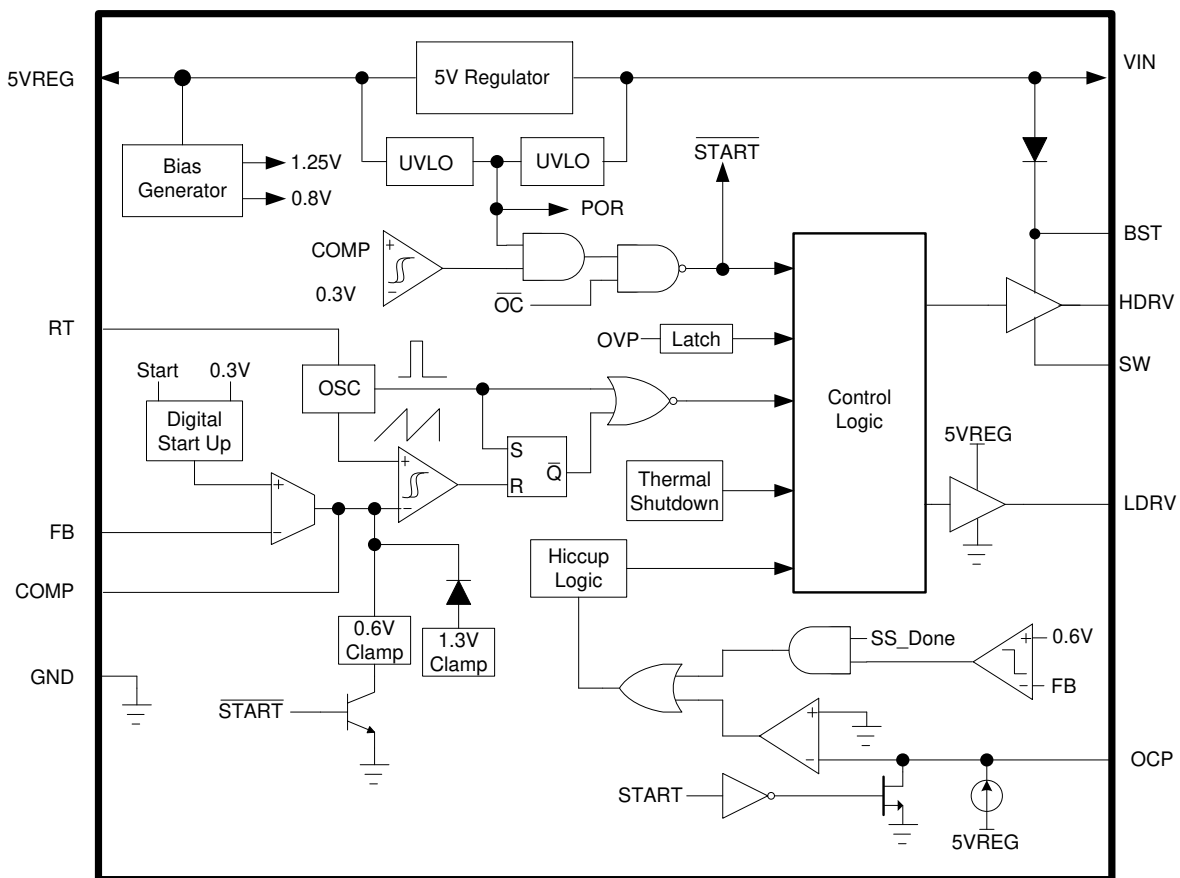 5VREG
5V Regulator
VIN
Bias
Generator
1.25V
0.8V
UVLO
UVLO
START
POR
COMP
+
−
0.3V
OC
BST
HDRV
SW
RT
OVP
Latch
Start
0.3V
OSC
Digital
Start Up
Control
Logic
S
R
Q
5VREG
+
−
+
−
Thermal
Shutdown
LDRV
FB
Hiccup
Logic
COMP
0.6V
Clamp
1.3V
Clamp
SS_Done
+
−
0.6V
FB
GND
START
+
−
OCP
START
5VREG